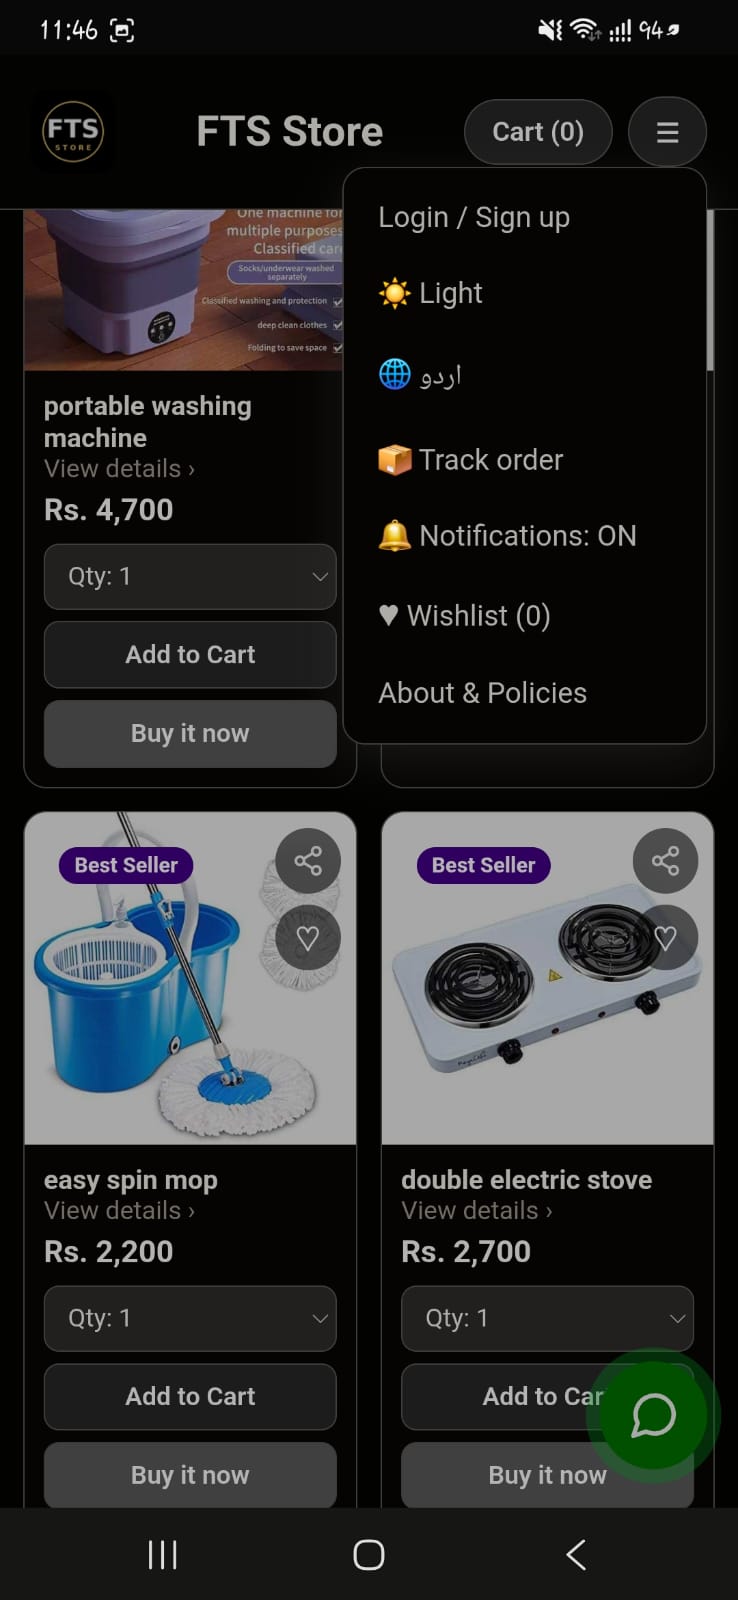 11:46
94
FTS
STORE
FTS Store
Cart (0)
☰
Login / Sign up
☀️ Light
🌐 اردو
📦 Track order
🔔 Notifications: ON
♥ Wishlist (0)
About & Policies
One machine for
multiple purposes
Classified car
Socks/underwear washed
separately
Classified washing and protection
deep clean clothes
Folding to save space
portable washing
machine
View details ›
Rs. 4,700
Qty: 1
Add to Cart
Buy it now
Best Seller
easy spin mop
View details ›
Rs. 2,200
Qty: 1
Add to Cart
Buy it now
Best Seller
double electric stove
View details ›
Rs. 2,700
Qty: 1
Add to Car
Buy it now